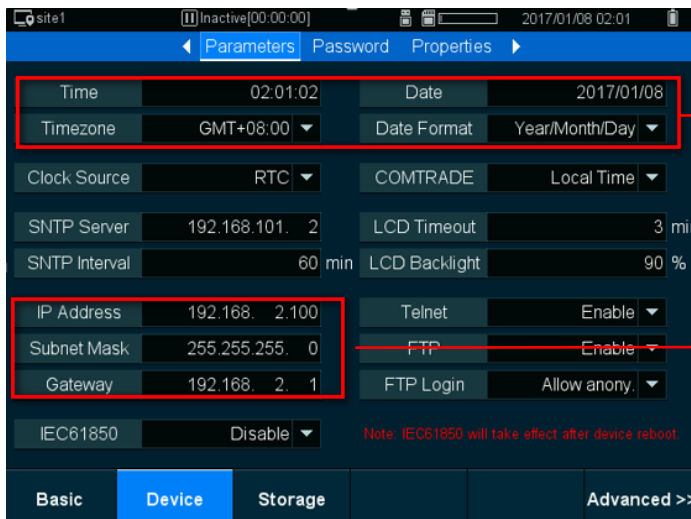 site1 Inactive[00:00:00] 2017/01/08 02:01
Parameters Password Properties
Time 02:01:02 Date 2017/01/08
Timezone GMT+08:00 Date Format Year/Month/Day
Clock Source RTC COMTRADE Local Time
SNTP Server 192.168.101. 2 LCD Timeout 3
SNTP Interval 60 min LCD Backlight 90 %
IP Address 192.168. 2.100 Telnet Enable
Subnet Mask 255.255.255. 0 FTP Enable
Gateway 192.168. 2. 1 FTP Login Allow anony.
IEC61850 Disable Note: IEC61850 will take effect after device reboot.
Basic Device Storage Advanced >>